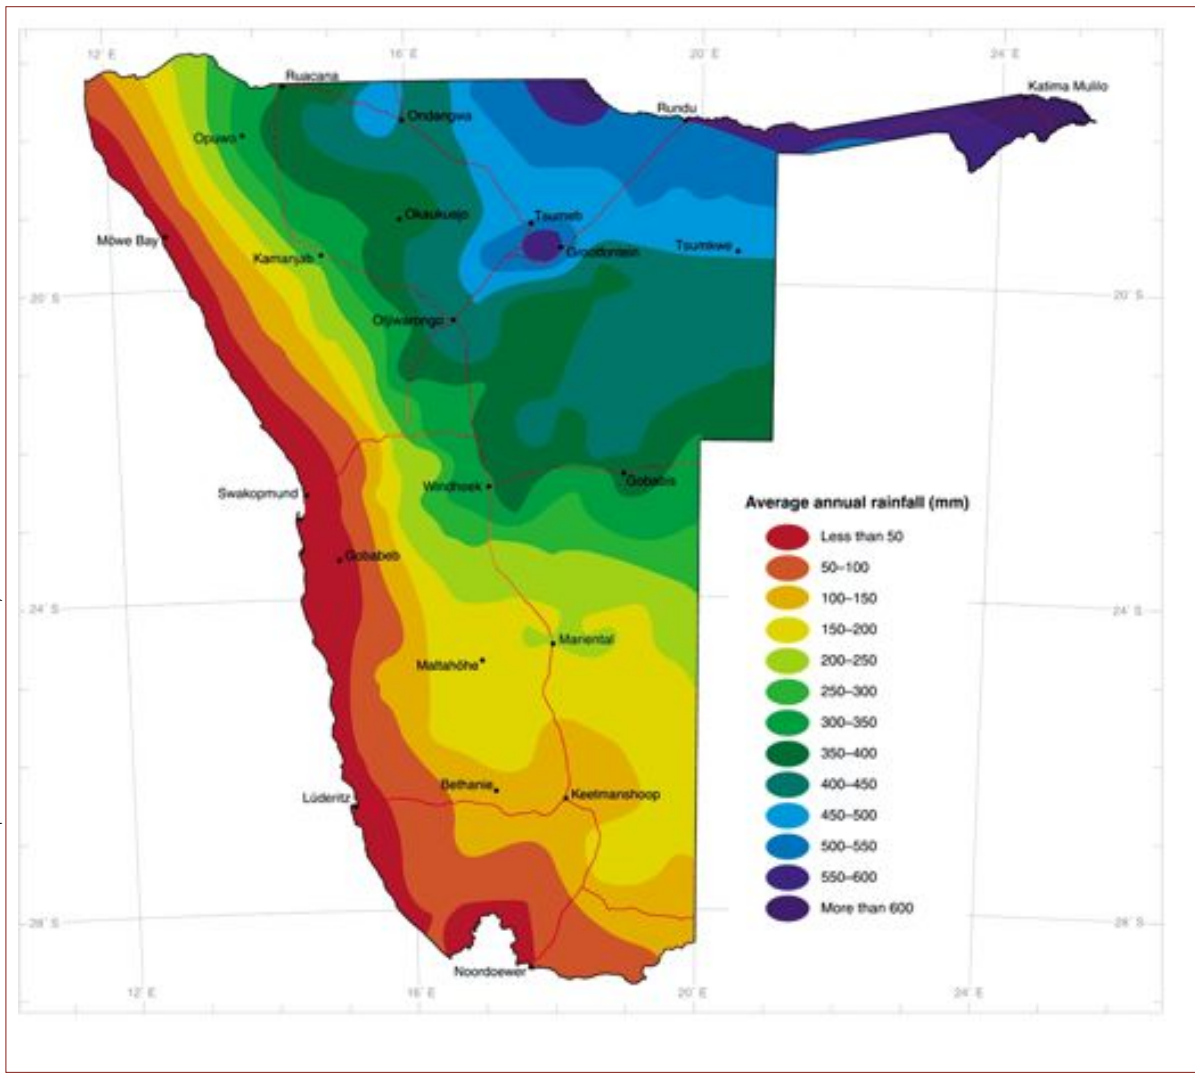 12° E
16° E
20° E
24° E
Ruacana
Katima Mulilo
Rundu
Ondangwa
Opuwo
Okaukuejo
Tsumeb
Möwe Bay
Grootfontein
Tsumkwe
Kamanjab
20° S
20° S
Otjiwarongo
Windhoek
Gobabis
Swakopmund
Average annual rainfall (mm)
Less than 50
Gobabeb
50–100
100–150
24° S
24° S
150–200
Mariental
200–250
Maltahöhe
250–300
300–350
350–400
Bethanie
Keetmanshoop
400–450
Lüderitz
450–500
500–550
550–600
More than 600
28° S
28° S
Noordoewer
12° E
16° E
20° E
24° E